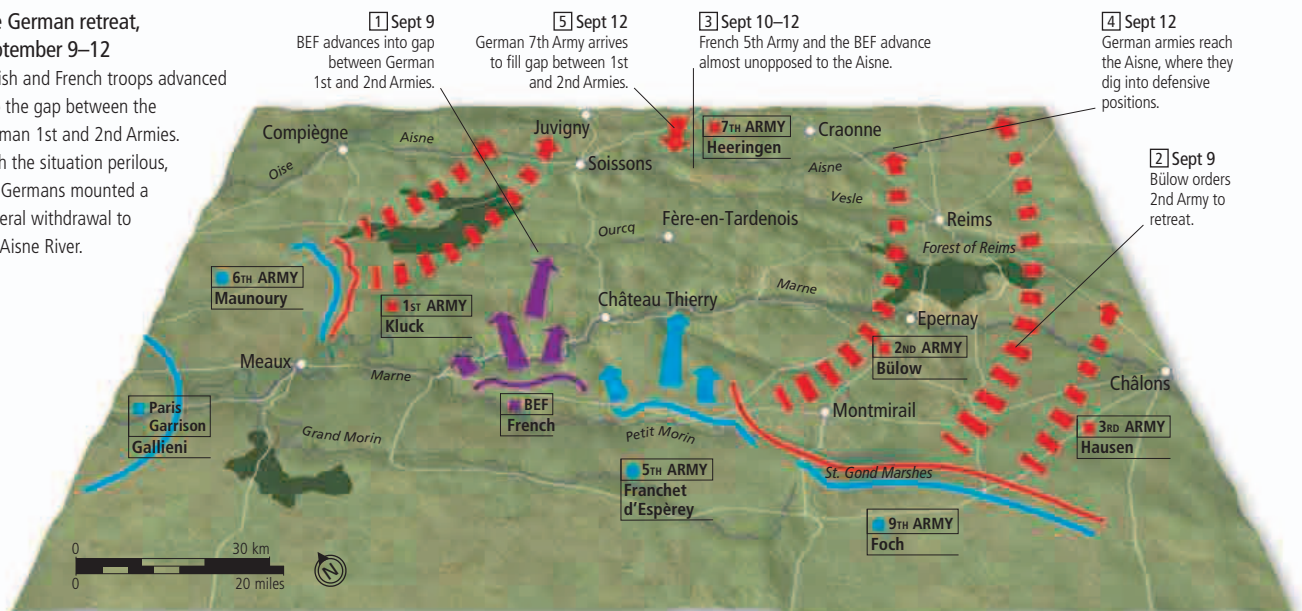 e German retreat,
ptember 9–12
ish and French troops advanced
the gap between the
rman 1st and 2nd Armies.
h the situation perilous,
Germans mounted a
eral withdrawal to
Aisne River.
1 Sept 9
BEF advances into gap
between German
1st and 2nd Armies.
5 Sept 12
German 7th Army arrives
to fill gap between 1st
and 2nd Armies.
3 Sept 10–12
French 5th Army and the BEF advance
almost unopposed to the Aisne.
4 Sept 12
German armies reach
the Aisne, where they
dig into defensive
positions.
2 Sept 9
Bülow orders
2nd Army to
retreat.
Compiègne
Aisne
Oise
Juvigny
Soissons
7TH ARMY
Heeringen
Craonne
Aisne
Vesle
Reims
Forest of Reims
Ourcq
Fère-en-Tardenois
6TH ARMY
Maunoury
1ST ARMY
Kluck
Château Thierry
Marne
Epernay
2ND ARMY
Bülow
Châlons
Meaux
Marne
Paris
Garrison
Gallieni
BEF
French
Montmirail
3RD ARMY
Hausen
Grand Morin
Petit Morin
5TH ARMY
Franchet
d'Espèrey
St. Gond Marshes
9TH ARMY
Foch
0 30 km
0 20 miles
N